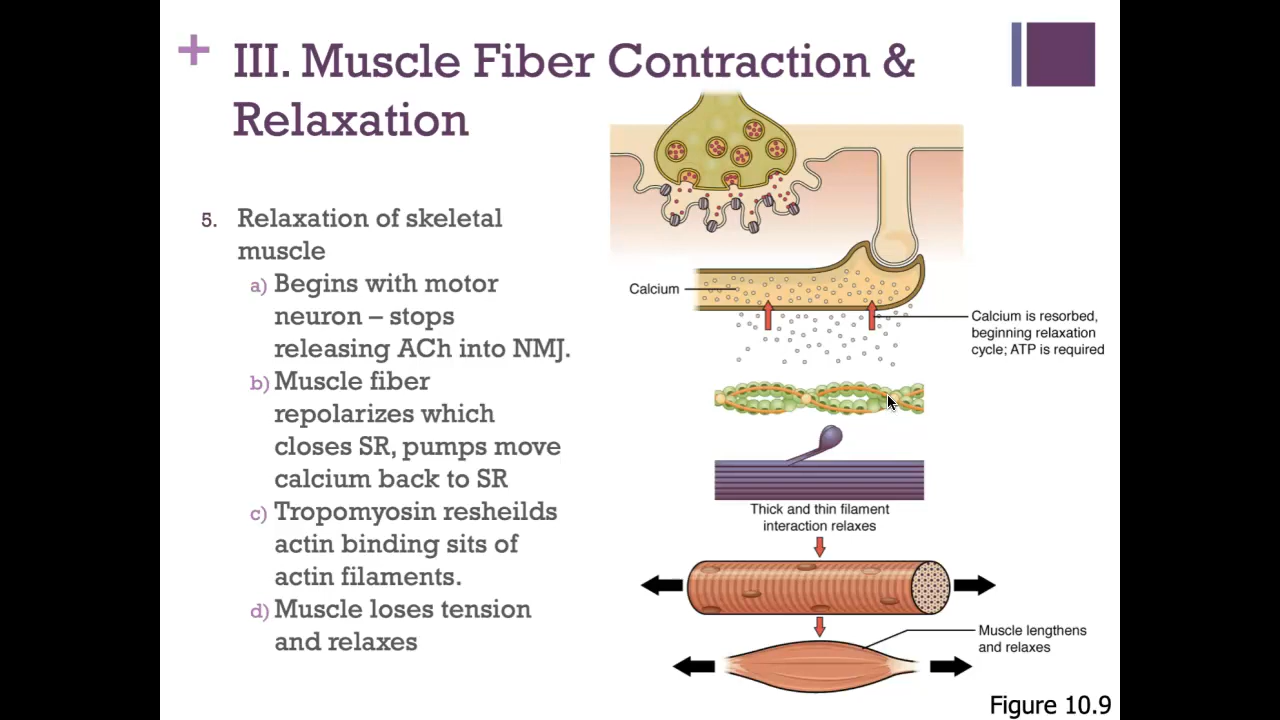 +
III. Muscle Fiber Contraction &
Relaxation
5. Relaxation of skeletal
muscle
a) Begins with motor
neuron – stops
releasing ACh into NMJ.
b) Muscle fiber
repolarizes which
closes SR, pumps move
calcium back to SR
c) Tropomyosin resheilds
actin binding sits of
actin filaments.
d) Muscle loses tension
and relaxes
Calcium
Calcium is resorbed,
beginning relaxation
cycle; ATP is required
Thick and thin filament
interaction relaxes
Muscle lengthens
and relaxes
Figure 10.9